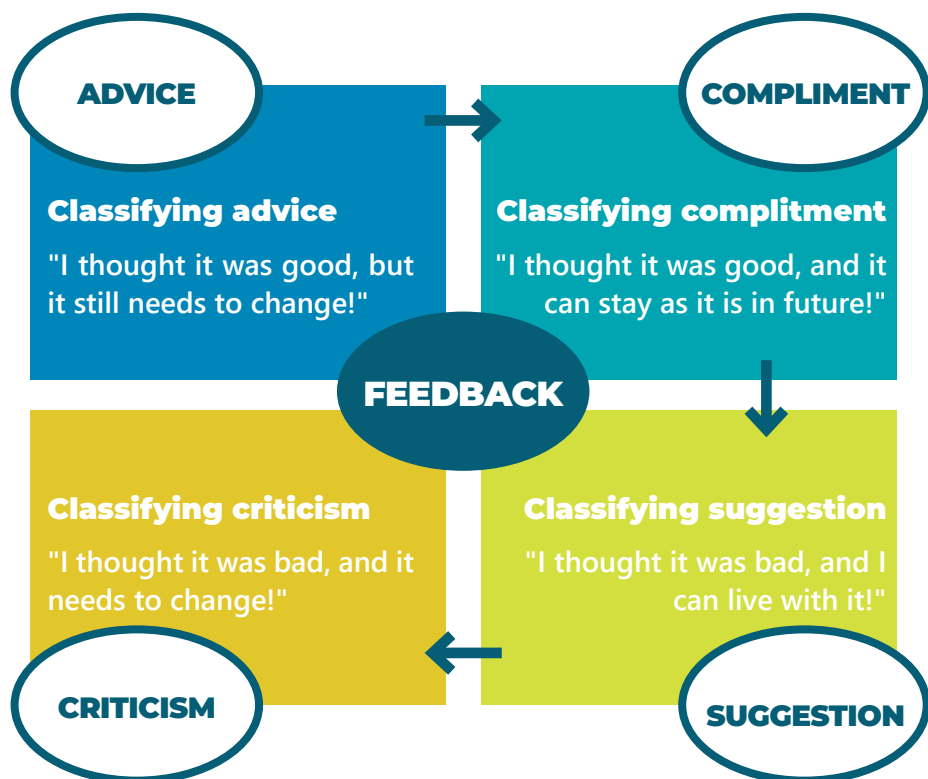 ADVICE
COMPLIMENT
Classifying advice
"I thought it was good, but
it still needs to change!"
Classifying complitment
"I thought it was good, and it
can stay as it is in future!"
FEEDBACK
Classifying criticism
"I thought it was bad, and it
needs to change!"
Classifying suggestion
"I thought it was bad, and I
can live with it!"
CRITICISM
SUGGESTION